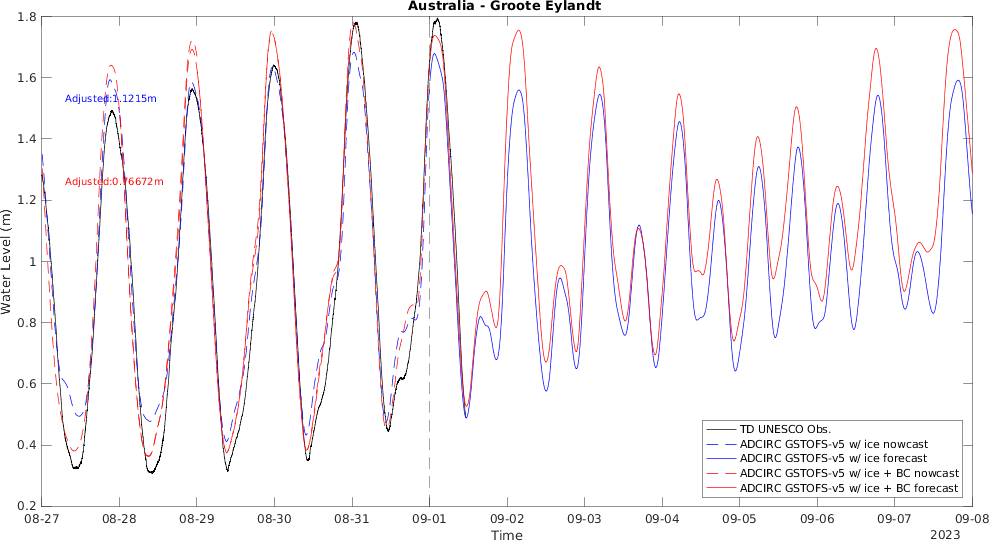 Australia - Groote Eylandt
1.8
1.6
1.4
1.2
1
0.8
0.6
0.4
0.2
Water Level (m)
Adjusted:1.1215m
Adjusted:0.76672m
TD UNESCO Obs.
ADCIRC GSTOFS-v5 w/ ice nowcast
ADCIRC GSTOFS-v5 w/ ice forecast
ADCIRC GSTOFS-v5 w/ ice + BC nowcast
ADCIRC GSTOFS-v5 w/ ice + BC forecast
08-27 08-28 08-29 08-30 08-31 09-01 09-02 09-03 09-04 09-05 09-06 09-07 09-08
Time 2023